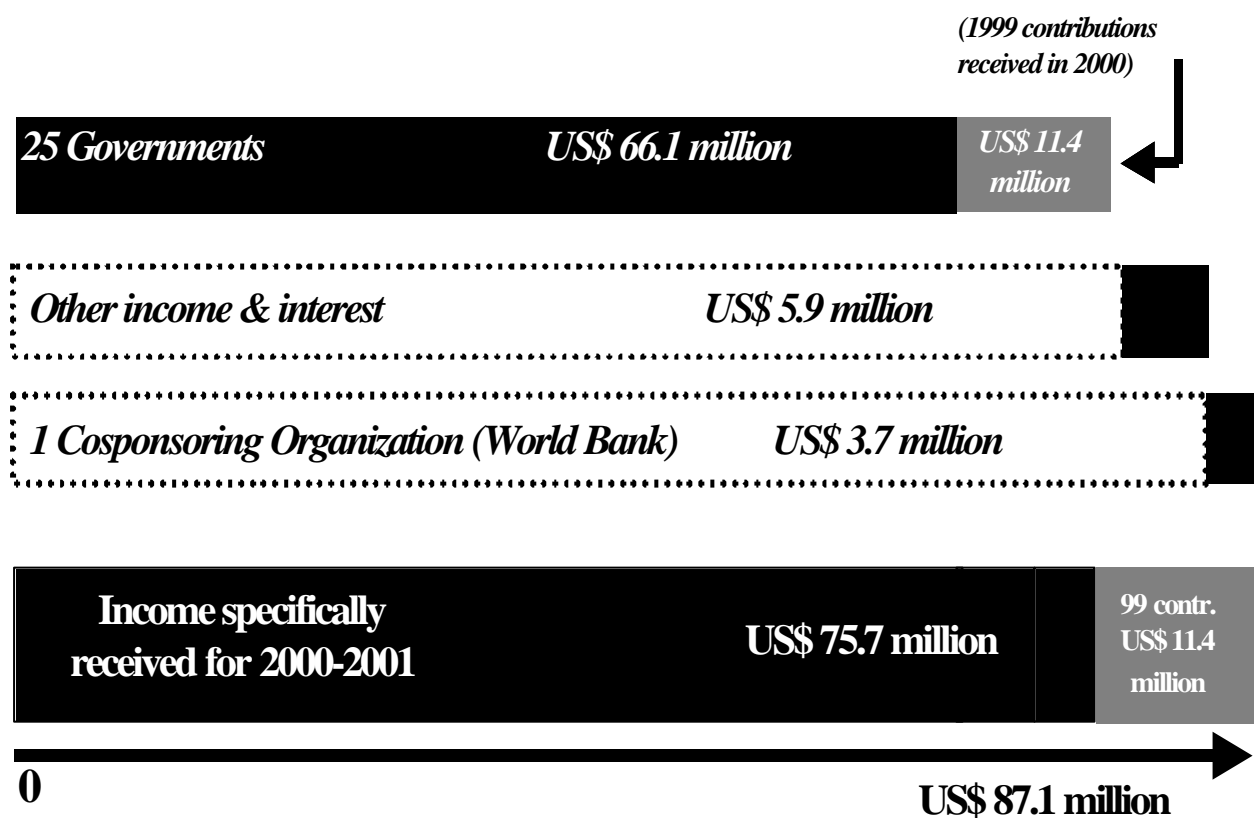 (1999 contributions
received in 2000)
25 Governments US$ 66.1 million US$ 11.4
million
Other income & interest US$ 5.9 million
1 Cosponsoring Organization (World Bank) US$ 3.7 million
Income specifically
received for 2000-2001
US$ 75.7 million
99 contr.
US$ 11.4
million
0
US$ 87.1 million